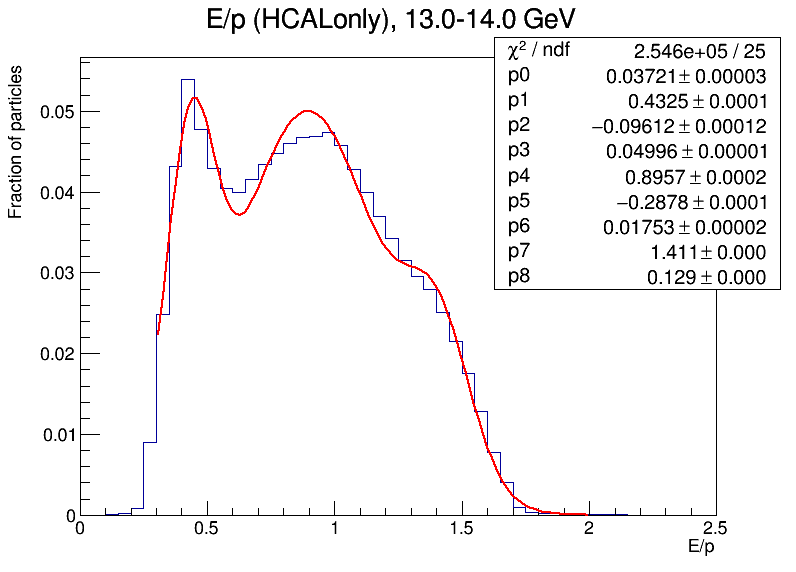 E/p (HCALonly), 13.0-14.0 GeV
χ² / ndf 2.546e+05 / 25
p0 0.03721 ± 0.00003
p1 0.4325 ± 0.0001
p2 −0.09612 ± 0.00012
p3 0.04996 ± 0.00001
p4 0.8957 ± 0.0002
p5 −0.2878 ± 0.0001
p6 0.01753 ± 0.00002
p7 1.411 ± 0.000
p8 0.129 ± 0.000
Fraction of particles
0.05
0.04
0.03
0.02
0.01
0
0 0.5 1 1.5 2 2.5
E/p